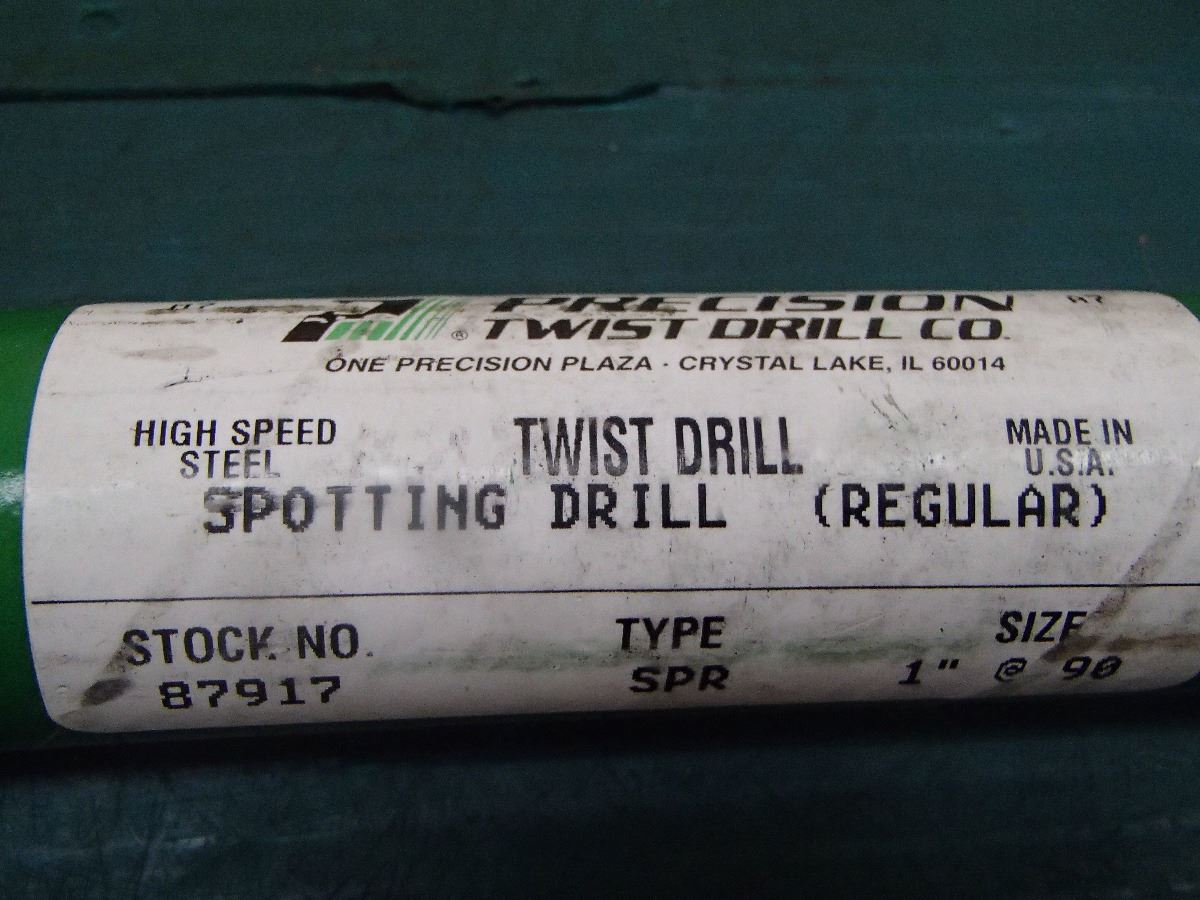 A7
PRECISION
TWIST DRILL CO.
®
ONE PRECISION PLAZA · CRYSTAL LAKE, IL 60014
HIGH SPEED
STEEL
TWIST DRILL
MADE IN
U.S.A.
SPOTTING DRILL (REGULAR)
STOCK NO.
87917
TYPE
SPR
SIZE
1" @ 90